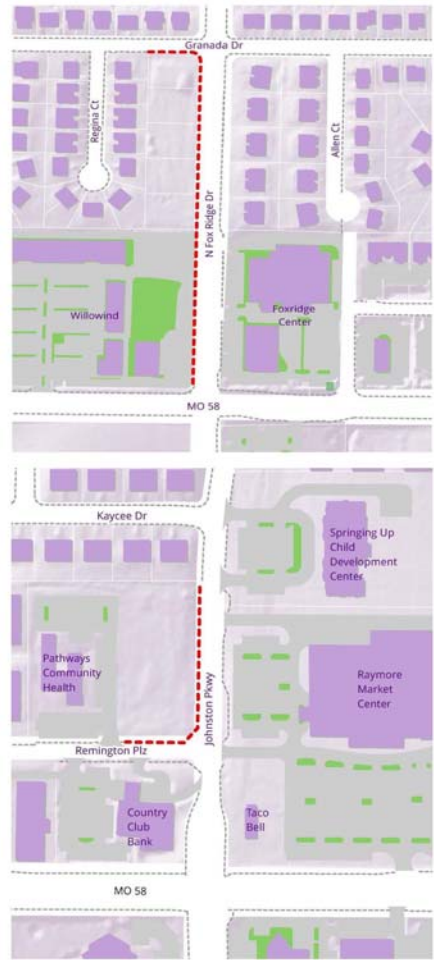 Granada Dr
Regina Ct
Allen Ct
N Fox Ridge Dr
Willowind
Foxridge
Center
MO 58
Kaycee Dr
Springing Up
Child
Development
Center
Pathways
Community
Health
Johnston Pkwy
Raymore
Market
Center
Remington Plz
Country
Club
Bank
Taco
Bell
MO 58